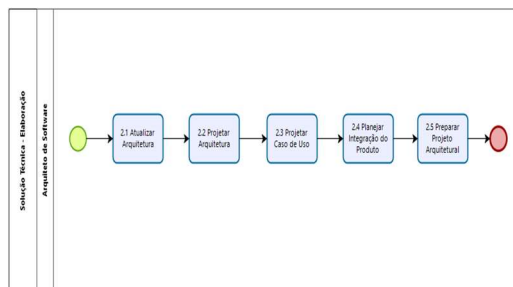 Solução Técnica - Elaboração
Arquiteto de Software
2.1 Atualizar
Arquitetura
2.2 Projetar
Arquitetura
2.3 Projetar
Caso de Uso
2.4 Planejar
Integração do
Produto
2.5 Preparar
Projeto
Arquitetural